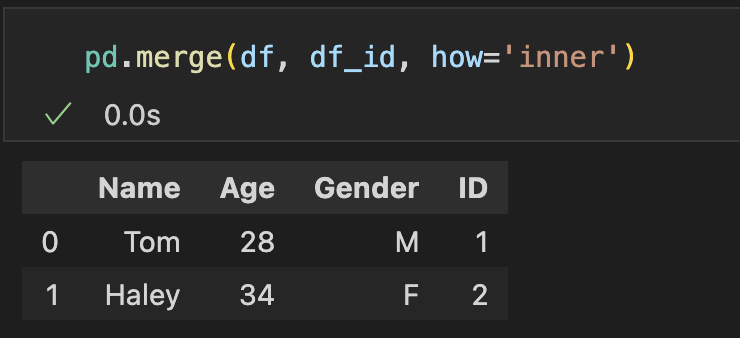 pd.merge(df, df_id, how='inner')
✓ 0.0s
Name Age Gender ID
0 Tom 28 M 1
1 Haley 34 F 2